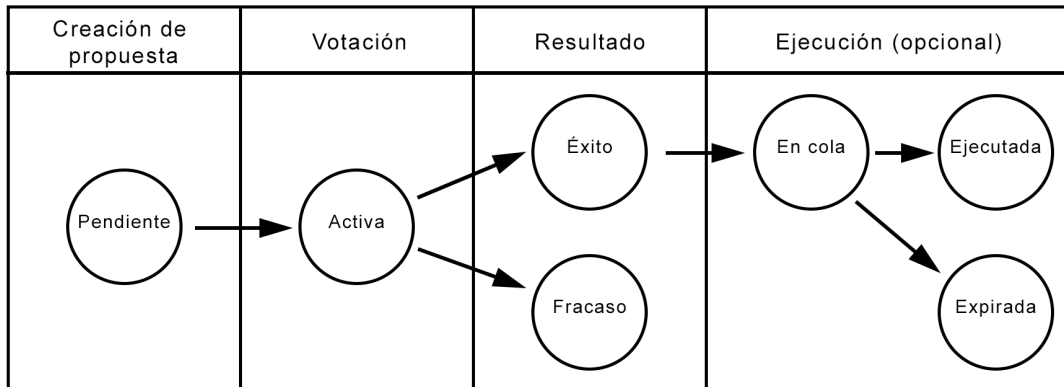 Creación de
propuesta
Votación
Resultado
Ejecución (opcional)
Pendiente
Activa
Éxito
Fracaso
En cola
Ejecutada
Expirada